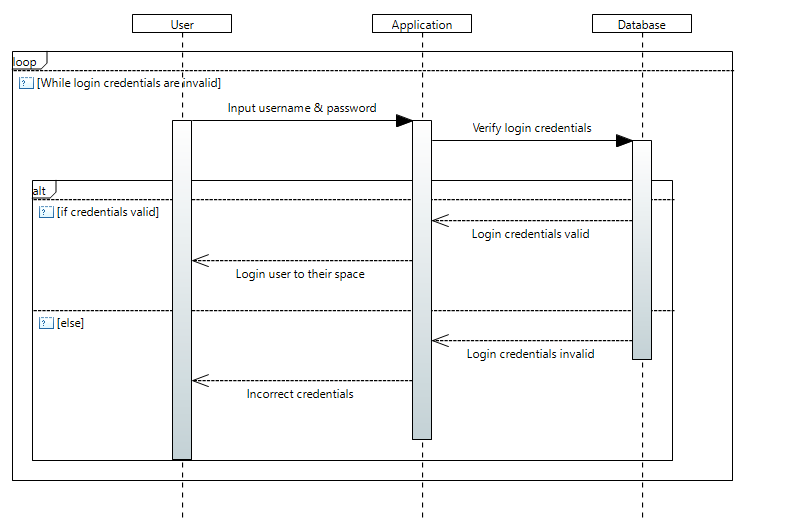 User
Application
Database
loop
[While login credentials are invalid]
Input username & password
Verify login credentials
alt
[if credentials valid]
Login credentials valid
Login user to their space
[else]
Login credentials invalid
Incorrect credentials